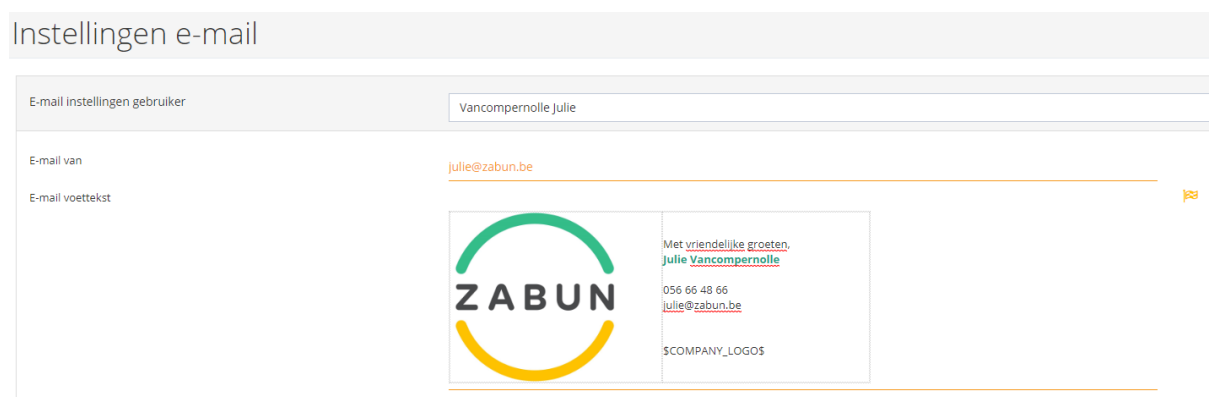 Instellingen e-mail
E-mail instellingen gebruiker
Vancompernolle Julie
E-mail van
julie@zabun.be
E-mail voettekst
ZABUN
Met vriendelijke groeten,
Julie Vancompernolle
056 66 48 66
julie@zabun.be
$COMPANY_LOGO$